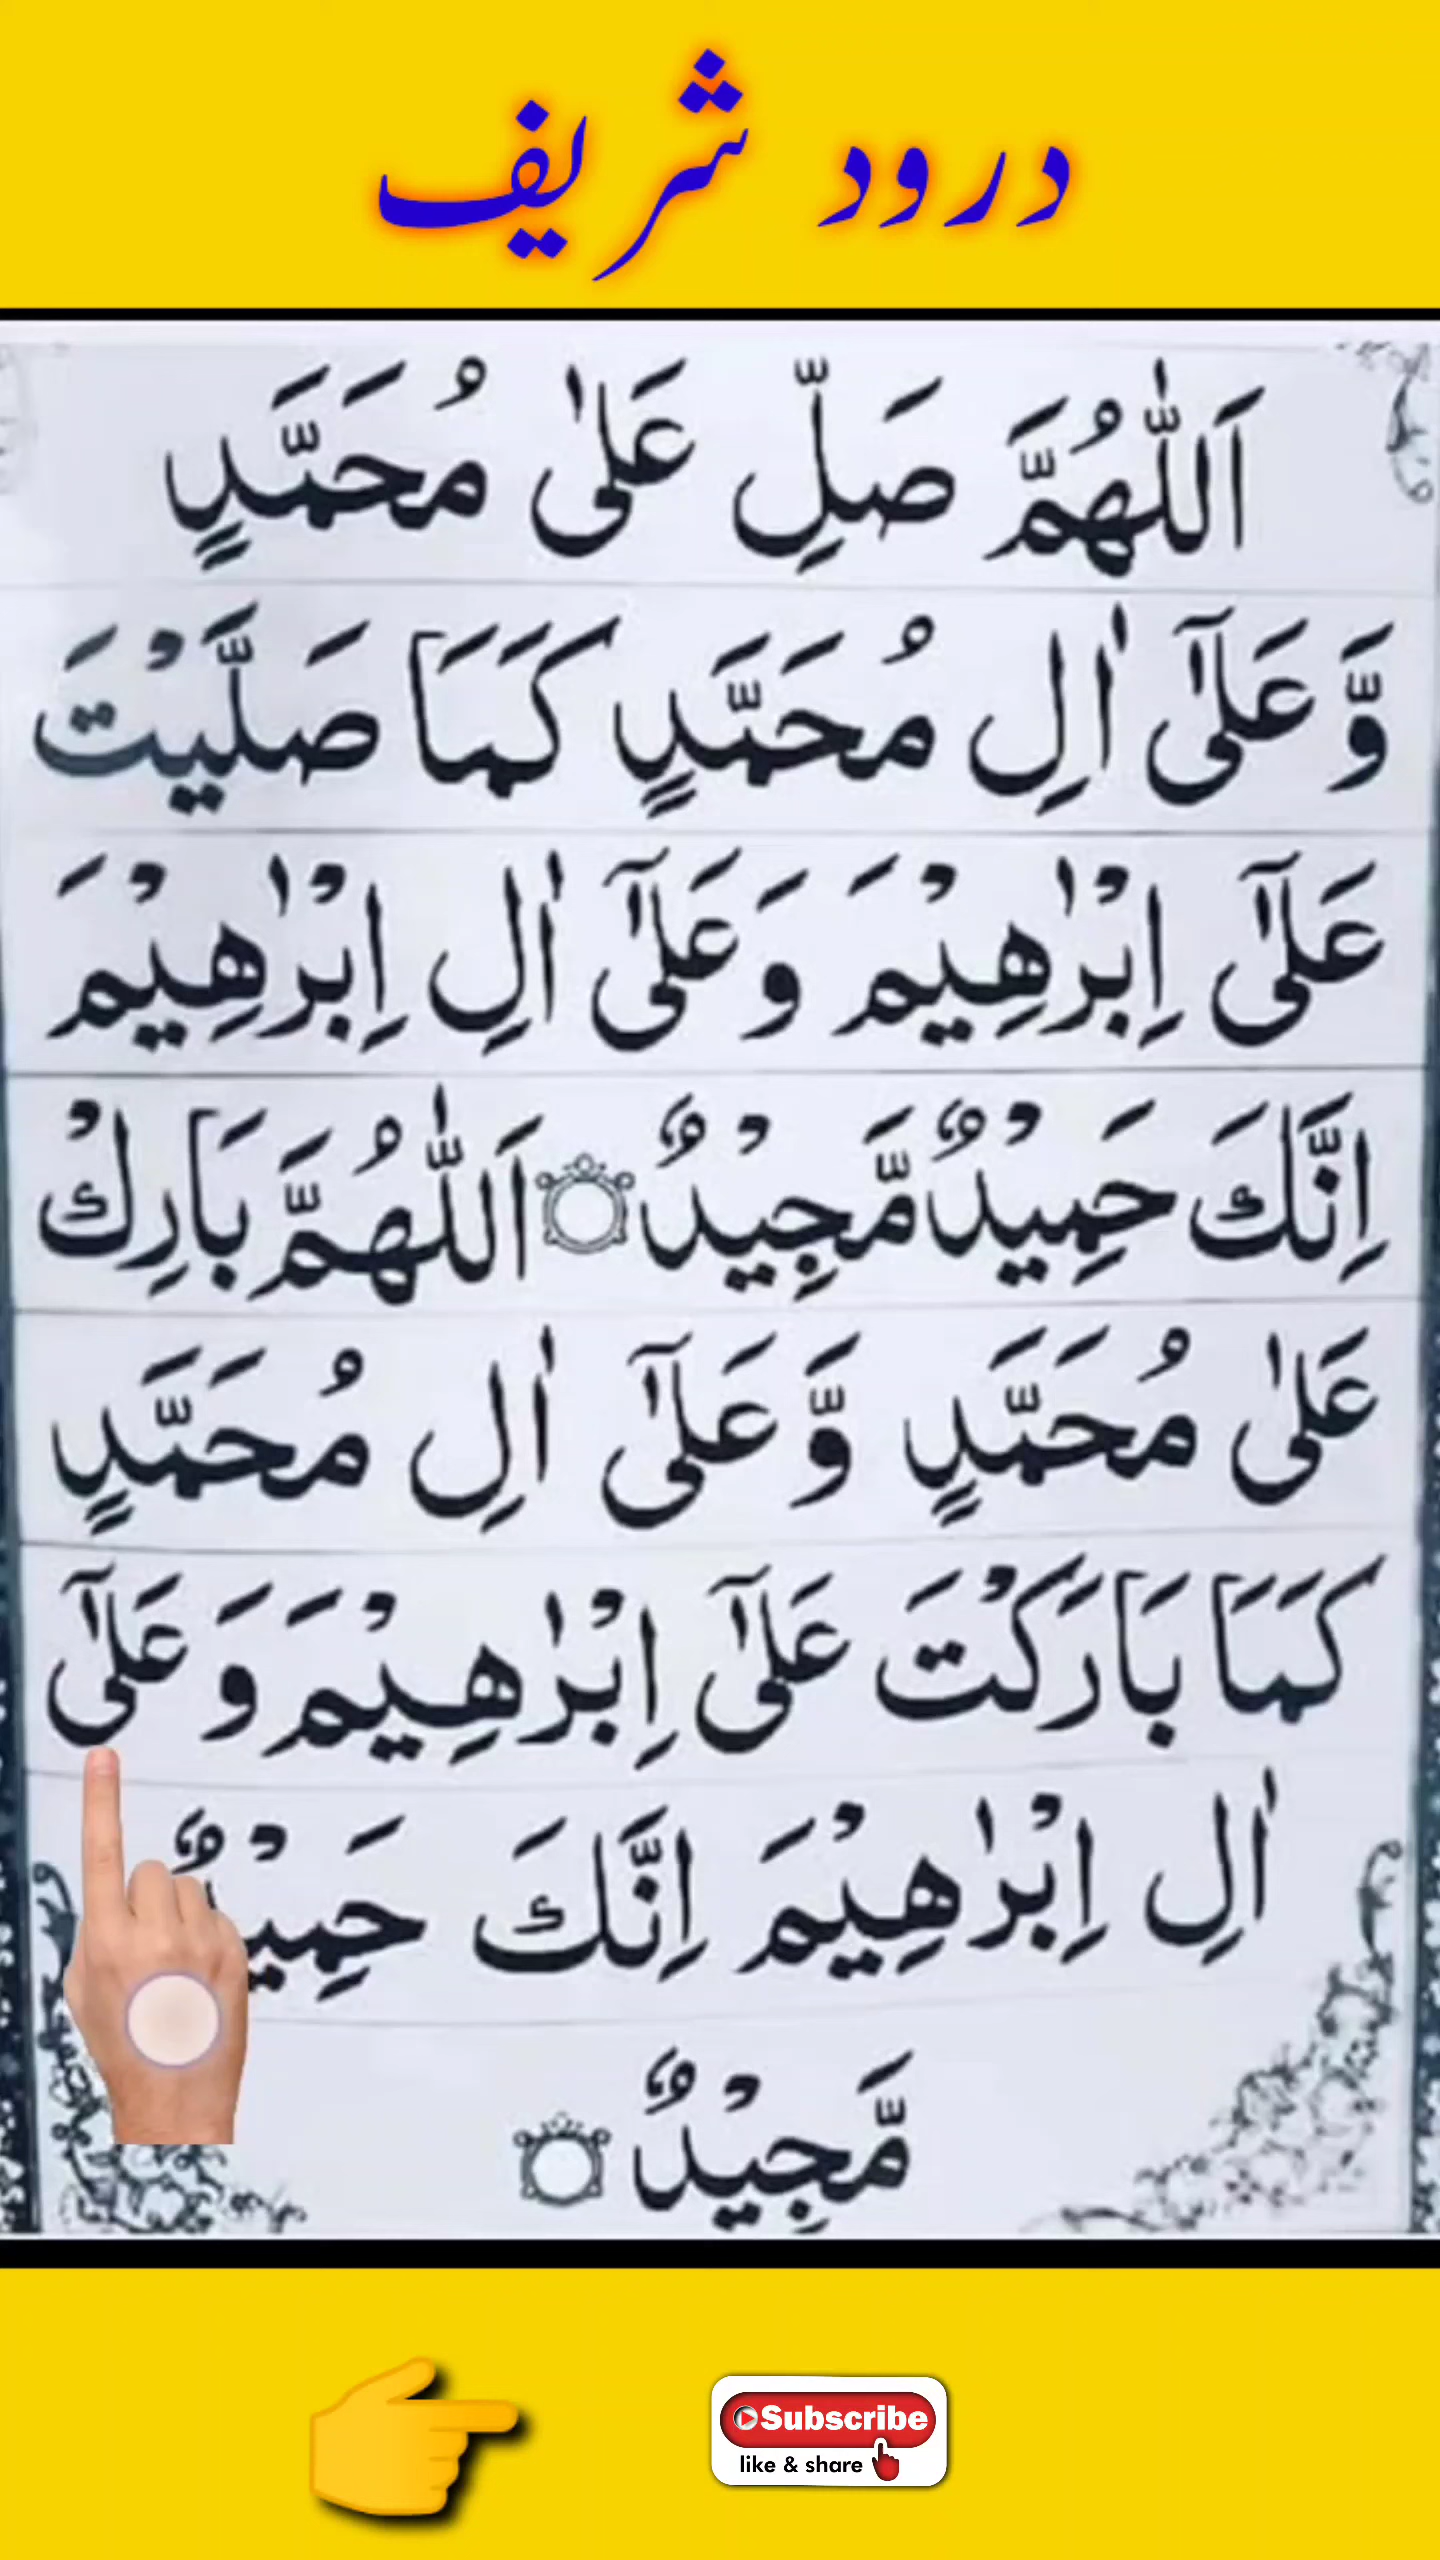 درود شریف
اَللّٰهُمَّ صَلِّ عَلٰى مُحَمَّدٍ
وَّعَلٰٓى اٰلِ مُحَمَّدٍ كَمَا صَلَّيْتَ
عَلٰٓى اِبْرٰهِيْمَ وَعَلٰٓى اٰلِ اِبْرٰهِيْمَ
اِنَّكَ حَمِيْدٌ مَّجِيْدٌ ۝ اَللّٰهُمَّ بَارِكْ
عَلٰى مُحَمَّدٍ وَّعَلٰٓى اٰلِ مُحَمَّدٍ
كَمَا بَارَكْتَ عَلٰٓى اِبْرٰهِيْمَ وَعَلٰٓى
اٰلِ اِبْرٰهِيْمَ اِنَّكَ حَمِيْدٌ
مَّجِيْدٌ ۝
Subscribe
like & share